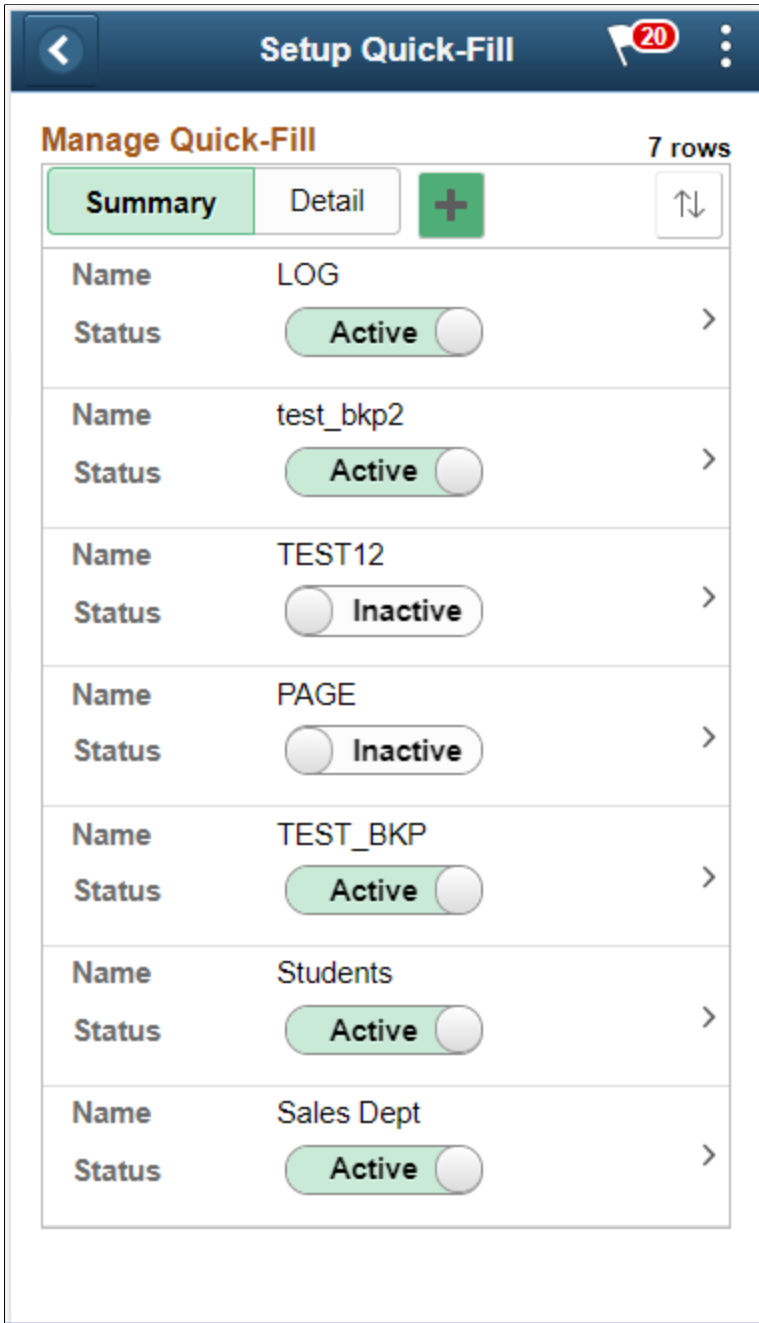 Setup Quick-Fill 20
Manage Quick-Fill 7 rows
Summary Detail
Name LOG
Status Active
Name test_bkp2
Status Active
Name TEST12
Status Inactive
Name PAGE
Status Inactive
Name TEST_BKP
Status Active
Name Students
Status Active
Name Sales Dept
Status Active